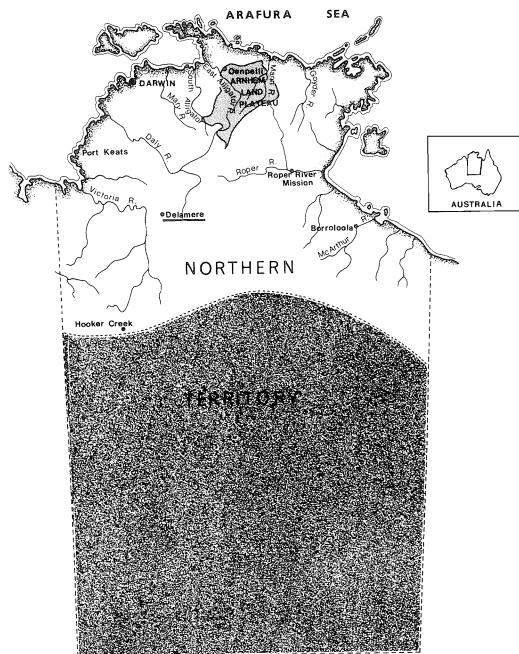 ARAFURA SEA
Oenpelli
ARNHEM
LAND
PLATEAU
DARWIN
Mary R.
South Alligator
East Alligator R.
Mann R.
Goyder R.
Port Keats
Daly R.
Roper R.
Roper River
Mission
Victoria R.
Delamere
Borroloola
McArthur R.
AUSTRALIA
NORTHERN
Hooker Creek
TERRITORY